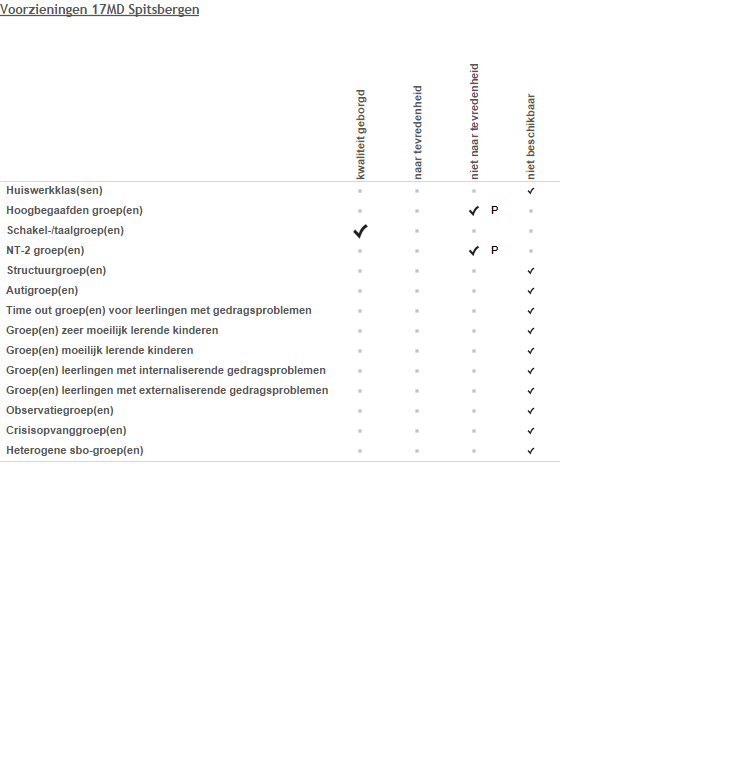 Voorzieningen 17MD Spitsbergen
kwaliteit geborgd
naar tevredenheid
niet naar tevredenheid
niet beschikbaar
Huiswerkklas(sen)
Hoogbegaafden groep(en) P
Schakel-/taalgroep(en)
NT-2 groep(en) P
Structuurgroep(en)
Autigroep(en)
Time out groep(en) voor leerlingen met gedragsproblemen
Groep(en) zeer moeilijk lerende kinderen
Groep(en) moeilijk lerende kinderen
Groep(en) leerlingen met internaliserende gedragsproblemen
Groep(en) leerlingen met externaliserende gedragsproblemen
Observatiegroep(en)
Crisisopvanggroep(en)
Heterogene sbo-groep(en)